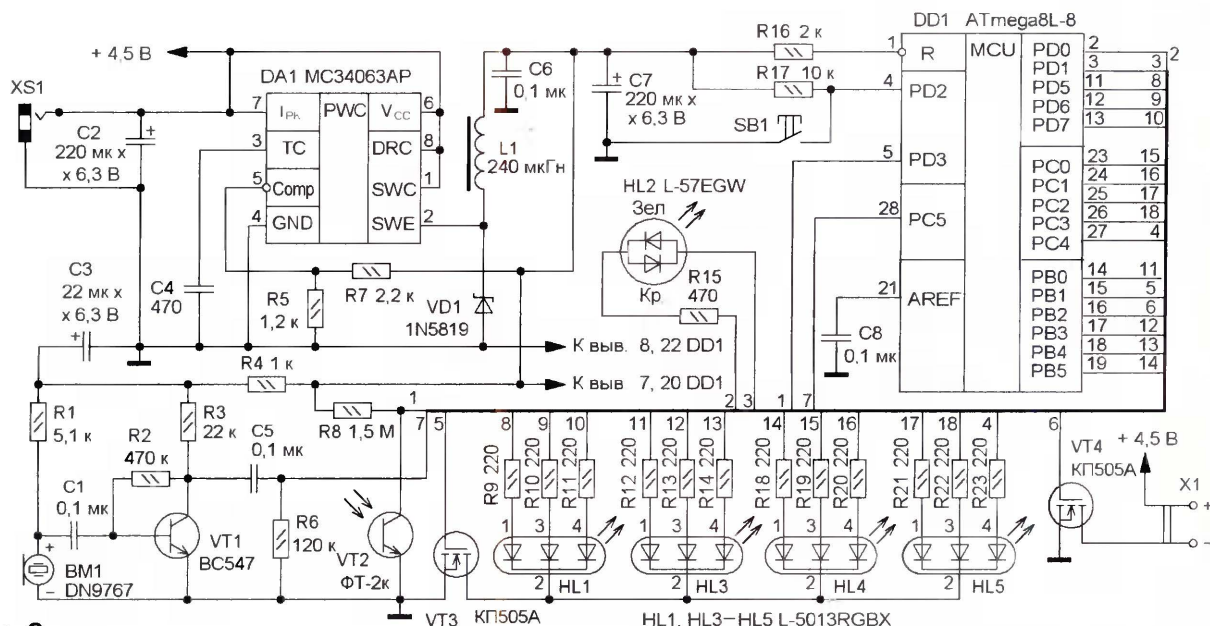 + 4,5 В
XS1
C2
220 мк х
х 6,3 В
DA1 MC34063AP
7
3
5
4
I PK
TC
Comp
GND
PWC
V CC
DRC
SWC
SWE
6
8
1
2
C6
0,1 мк
L1
240 мкГн
C7
220 мк х
х 6,3 В
R16 2 к
R17 10 к
SB1
DD1 ATmega8L-8
1
4
5
28
21
R
PD2
PD3
PC5
AREF
MCU
PD0 2 2
PD1 3 3
PD5 11 8
PD6 12 9
PD7 13 10
PC0 23 15
PC1 24 16
PC2 25 17
PC3 26 18
PC4 27 4
PB0 14 11
PB1 15 5
PB2 16 6
PB3 17 12
PB4 18 13
PB5 19 14
C8
0,1 мк
HL2 L-57EGW
Зел
Кр
R15
470
C3
22 мк х
х 6,3 В
C4
470
R5
1,2 к
R7 2,2 к
VD1
1N5819
К выв. 8, 22 DD1
R4 1 к
К выв 7, 20 DD1
R1
5,1 к
R2
470 к
R3
22 к
R8 1,5 М
C5
0,1 мк
C1
0,1 мк
BM1
DN9767
+
–
VT1
BC547
R6
120 к
VT2
ФТ-2к
VT3 КП505А
1
7 5 8 9 10 11 12 13 2 3 14 1 15 7 16 17 18 4 6
R9 220
R10 220
R11 220
R12 220
R13 220
R14 220
R18 220
R19 220
R20 220
R21 220
R22 220
R23 220
1 3 4 1 3 4 1 3 4 1 3 4
2 HL1 2 HL3 2 HL4 2 HL5
HL1, HL3–HL5 L-5013RGBX
VT4
КП505А
+ 4,5 В
X1
+
–